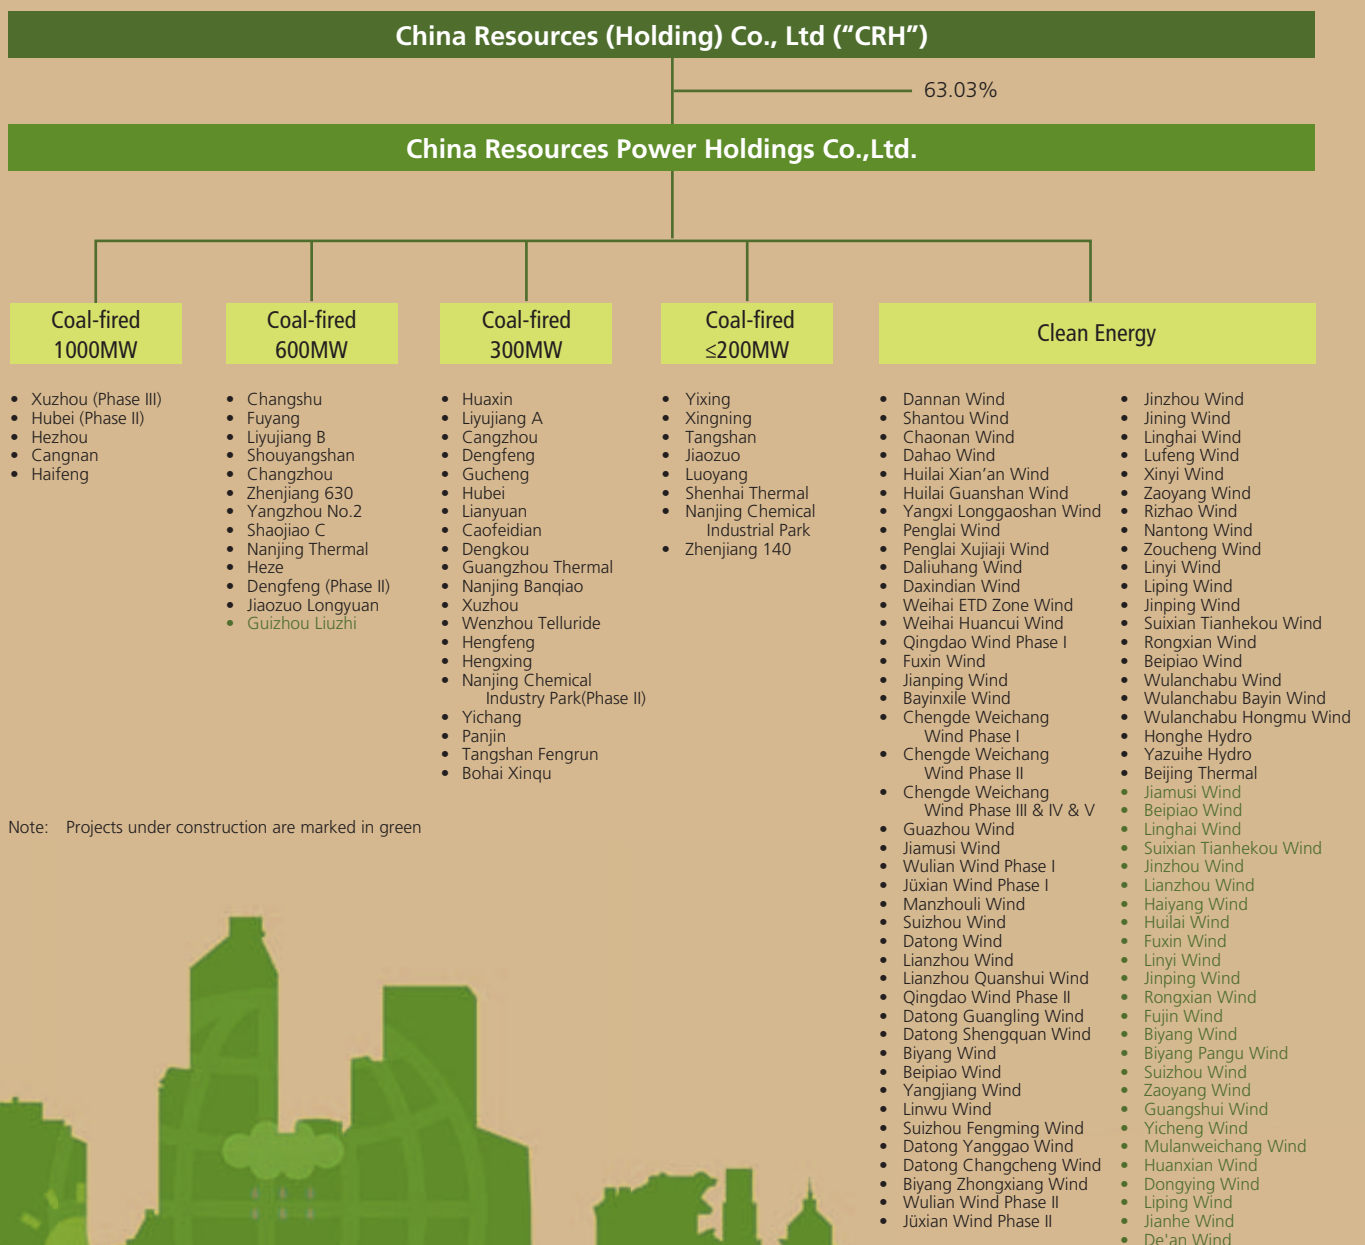 China Resources (Holding) Co., Ltd (“CRH”)
63.03%
China Resources Power Holdings Co.,Ltd.
Coal-fired
1000MW
• Xuzhou (Phase III)
• Hubei (Phase II)
• Hezhou
• Cangnan
• Haifeng
Coal-fired
600MW
• Changshu
• Fuyang
• Liyujiang B
• Shouyangshan
• Changzhou
• Zhenjiang 630
• Yangzhou No.2
• Shaojiao C
• Nanjing Thermal
• Heze
• Dengfeng (Phase II)
• Jiaozuo Longyuan
• Guizhou Liuzhi
Coal-fired
300MW
• Huaxin
• Liyujiang A
• Cangzhou
• Dengfeng
• Gucheng
• Hubei
• Lianyuan
• Caofeidian
• Dengkou
• Guangzhou Thermal
• Nanjing Banqiao
• Xuzhou
• Wenzhou Telluride
• Hengfeng
• Hengxing
• Nanjing Chemical
Industry Park(Phase II)
• Yichang
• Panjin
• Tangshan Fengrun
• Bohai Xinqu
Coal-fired
≤200MW
• Yixing
• Xingning
• Tangshan
• Jiaozuo
• Luoyang
• Shenhai Thermal
• Nanjing Chemical
Industrial Park
• Zhenjiang 140
Clean Energy
• Dannan Wind
• Shantou Wind
• Chaonan Wind
• Dahao Wind
• Huilai Xian’an Wind
• Huilai Guanshan Wind
• Yangxi Longgaoshan Wind
• Penglai Wind
• Penglai Xujiaji Wind
• Daliuhang Wind
• Daxindian Wind
• Weihai ETD Zone Wind
• Weihai Huancui Wind
• Qingdao Wind Phase I
• Fuxin Wind
• Jianping Wind
• Bayinxile Wind
• Chengde Weichang
Wind Phase I
• Chengde Weichang
Wind Phase II
• Chengde Weichang
Wind Phase III & IV & V
• Guazhou Wind
• Jiamusi Wind
• Wulian Wind Phase I
• Jüxian Wind Phase I
• Manzhouli Wind
• Suizhou Wind
• Datong Wind
• Lianzhou Wind
• Lianzhou Quanshui Wind
• Qingdao Wind Phase II
• Datong Guangling Wind
• Datong Shengquan Wind
• Biyang Wind
• Beipiao Wind
• Yangjiang Wind
• Linwu Wind
• Suizhou Fengming Wind
• Datong Yanggao Wind
• Datong Changcheng Wind
• Biyang Zhongxiang Wind
• Wulian Wind Phase II
• Jüxian Wind Phase II
• Jinzhou Wind
• Jining Wind
• Linghai Wind
• Lufeng Wind
• Xinyi Wind
• Zaoyang Wind
• Rizhao Wind
• Nantong Wind
• Zoucheng Wind
• Linyi Wind
• Liping Wind
• Jinping Wind
• Suixian Tianhekou Wind
• Rongxian Wind
• Beipiao Wind
• Wulanchabu Wind
• Wulanchabu Bayin Wind
• Wulanchabu Hongmu Wind
• Honghe Hydro
• Yazuihe Hydro
• Beijing Thermal
• Jiamusi Wind
• Beipiao Wind
• Linghai Wind
• Suixian Tianhekou Wind
• Jinzhou Wind
• Lianzhou Wind
• Haiyang Wind
• Huilai Wind
• Fuxin Wind
• Linyi Wind
• Jinping Wind
• Rongxian Wind
• Fujin Wind
• Biyang Wind
• Biyang Pangu Wind
• Suizhou Wind
• Zaoyang Wind
• Guangshui Wind
• Yicheng Wind
• Mulanweichang Wind
• Huanxian Wind
• Dongying Wind
• Liping Wind
• Jianhe Wind
• De'an Wind
Note: Projects under construction are marked in green